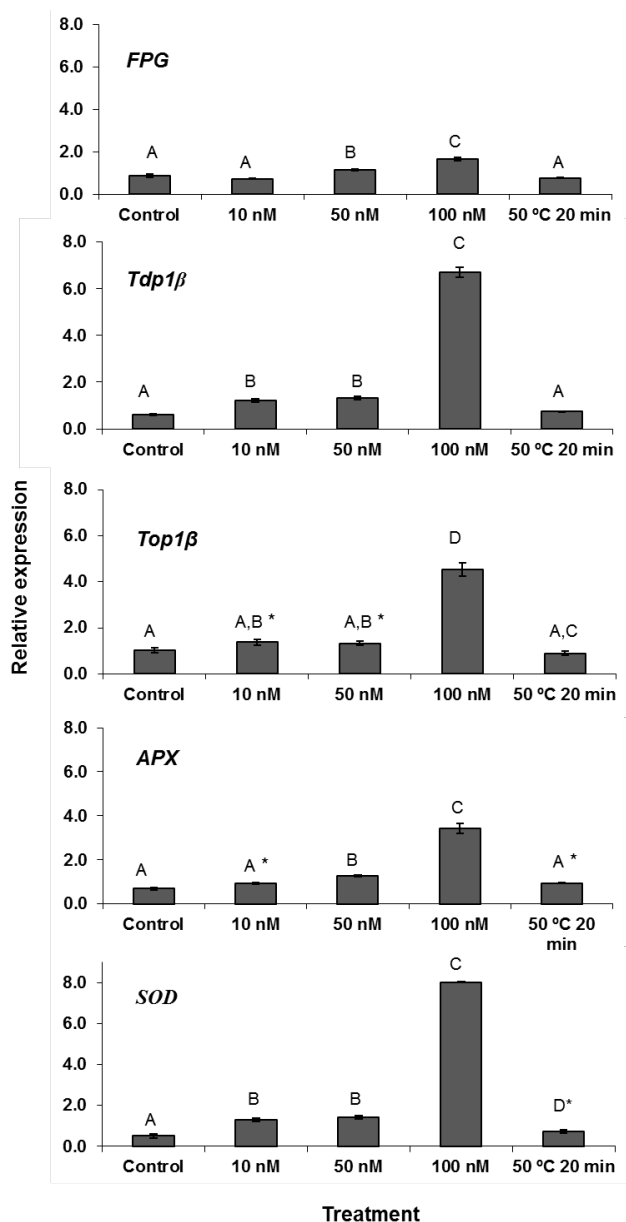 8.0
FPG
6.0
4.0
C
B
A
A
A
2.0
0.0
Control
10 nM
50 nM
100 nM
50 ºC 20 min
8.0
C
Tdp1β
6.0
4.0
B
B
A
A
2.0
0.0
Control
10 nM
50 nM
100 nM
50 ºC 20 min
Relative expression
8.0
Top1β
D
6.0
4.0
A
A,B *
A,B *
A,C
2.0
0.0
Control
10 nM
50 nM
100 nM
50 ºC 20 min
8.0
APX
6.0
C
4.0
A
A *
B
A *
2.0
0.0
Control
10 nM
50 nM
100 nM
50 ºC 20
min
C
SOD
8.0
6.0
4.0
A
B
B
D*
2.0
0.0
Control
10 nM
50 nM
100 nM
50 ºC 20 min
Treatment